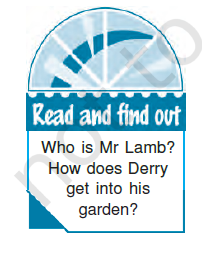 Read and find out
Who is Mr Lamb?
How does Derry
get into his
garden?